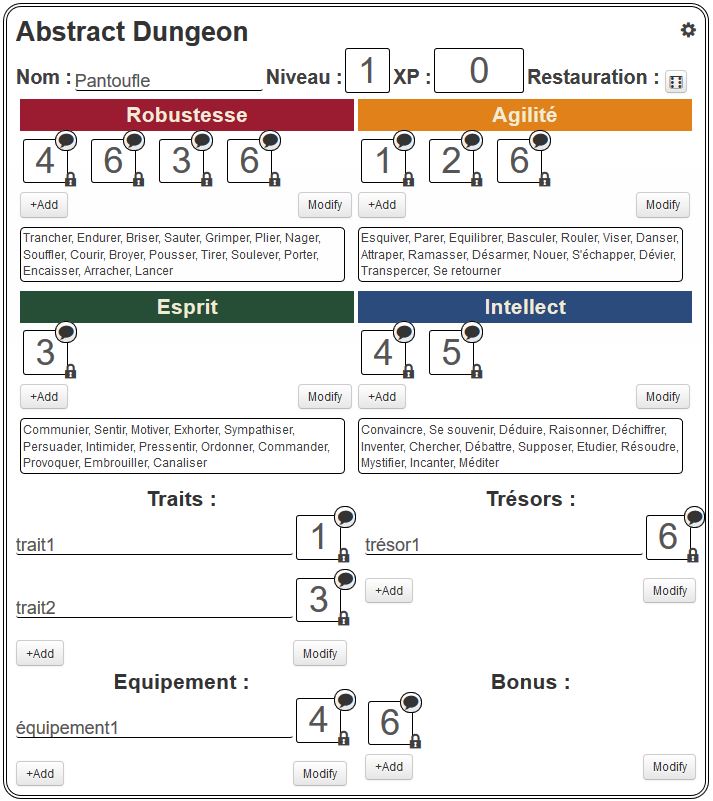 Abstract Dungeon
Nom : Pantoufle Niveau : 1 XP : 0 Restauration :
Robustesse
4 6 3 6
+Add Modify
Trancher, Endurer, Briser, Sauter, Grimper, Plier, Nager,
Souffler, Courir, Broyer, Pousser, Tirer, Soulever, Porter,
Encaisser, Arracher, Lancer
Agilité
1 2 6
+Add Modify
Esquiver, Parer, Equilibrer, Basculer, Rouler, Viser, Danser,
Attraper, Ramasser, Désarmer, Nouer, S'échapper, Dévier,
Transpercer, Se retourner
Esprit
3
+Add Modify
Communier, Sentir, Motiver, Exhorter, Sympathiser,
Persuader, Intimider, Pressentir, Ordonner, Commander,
Provoquer, Embrouiller, Canaliser
Intellect
4 5
+Add Modify
Convaincre, Se souvenir, Déduire, Raisonner, Déchiffrer,
Inventer, Chercher, Débattre, Supposer, Etudier, Résoudre,
Mystifier, Incanter, Méditer
Traits :
trait1 1
trait2 3
+Add Modify
Trésors :
trésor1 6
+Add Modify
Equipement :
équipement1 4
+Add Modify
Bonus :
6
+Add Modify